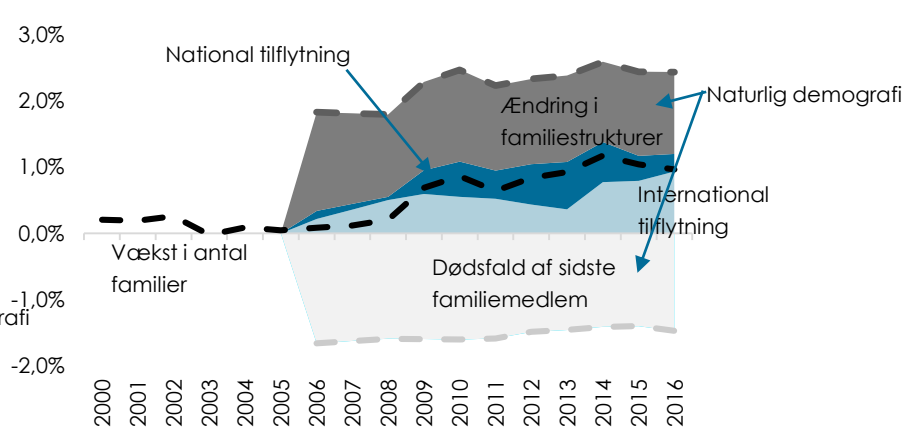 3,0%
National tilflytning
2,0%
Naturlig demografi
Ændring i
familiestrukturer
1,0%
International
tilflytning
0,0%
Vækst i antal
familier
Dødsfald af sidste
familiemedlem
-1,0%
rafi
-2,0%
2000 2001 2002 2003 2004 2005 2006 2007 2008 2009 2010 2011 2012 2013 2014 2015 2016